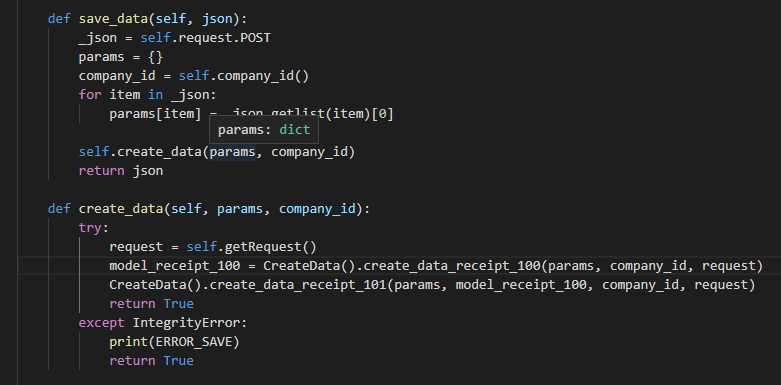 def save_data(self, json):
    _json = self.request.POST
    params = {}
    company_id = self.company_id()
    for item in _json:
        params[item] = _json.getlist(item)[0]
params: dict
    self.create_data(params, company_id)
    return json
def create_data(self, params, company_id):
    try:
        request = self.getRequest()
        model_receipt_100 = CreateData().create_data_receipt_100(params, company_id, request)
        CreateData().create_data_receipt_101(params, model_receipt_100, company_id, request)
        return True
    except IntegrityError:
        print(ERROR_SAVE)
        return True